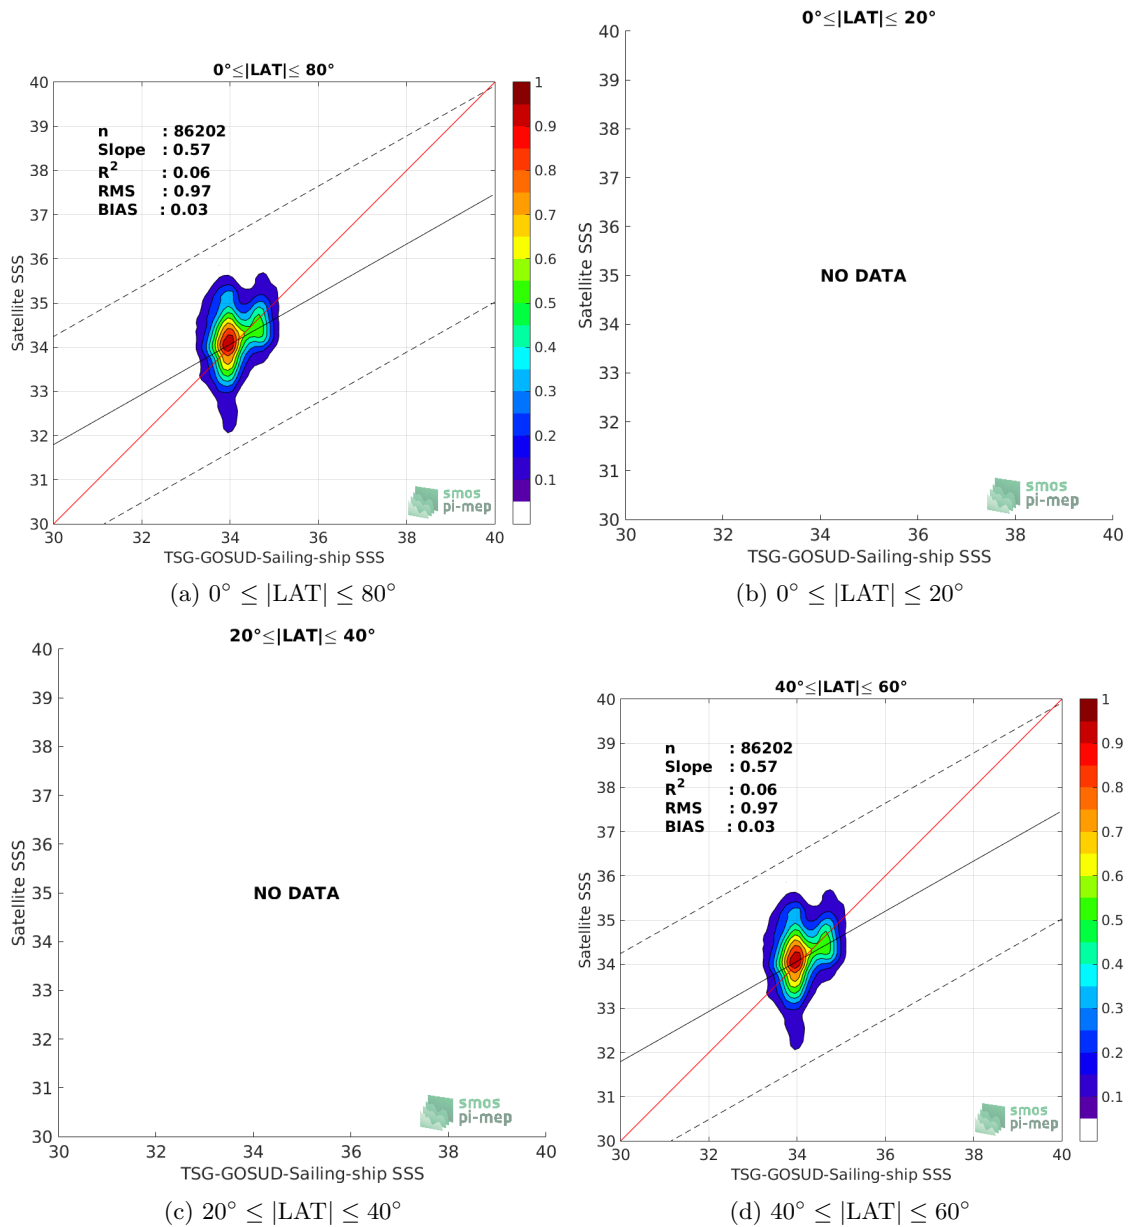 0°≤|LAT|≤ 80°
40
39
38
37
36
35
34
33
32
31
30
Satellite SSS
n : 86202
Slope : 0.57
R² : 0.06
RMS : 0.97
BIAS : 0.03
smos
pi-mep
30 32 34 36 38 40
TSG-GOSUD-Sailing-ship SSS
1
0.9
0.8
0.7
0.6
0.5
0.4
0.3
0.2
0.1
(a) 0° ≤ |LAT| ≤ 80°
0°≤|LAT|≤ 20°
40
39
38
37
36
35
34
33
32
31
30
Satellite SSS
NO DATA
smos
pi-mep
30 32 34 36 38 40
TSG-GOSUD-Sailing-ship SSS
(b) 0° ≤ |LAT| ≤ 20°
20°≤|LAT|≤ 40°
40
39
38
37
36
35
34
33
32
31
30
Satellite SSS
NO DATA
smos
pi-mep
30 32 34 36 38 40
TSG-GOSUD-Sailing-ship SSS
(c) 20° ≤ |LAT| ≤ 40°
40°≤|LAT|≤ 60°
40
39
38
37
36
35
34
33
32
31
30
Satellite SSS
n : 86202
Slope : 0.57
R² : 0.06
RMS : 0.97
BIAS : 0.03
smos
pi-mep
30 32 34 36 38 40
TSG-GOSUD-Sailing-ship SSS
1
0.9
0.8
0.7
0.6
0.5
0.4
0.3
0.2
0.1
(d) 40° ≤ |LAT| ≤ 60°